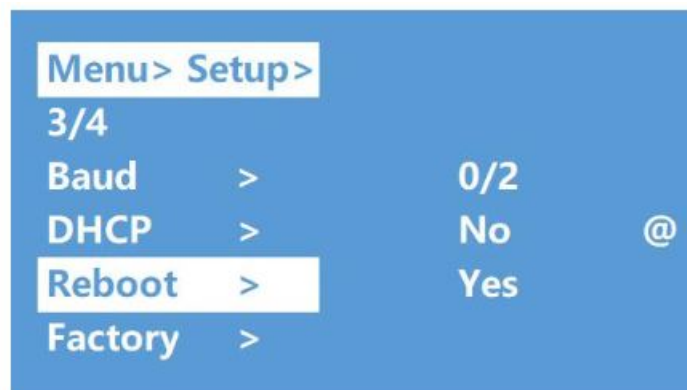 Menu> Setup>
3/4
Baud > 0/2
DHCP > No @
Reboot > Yes
Factory >